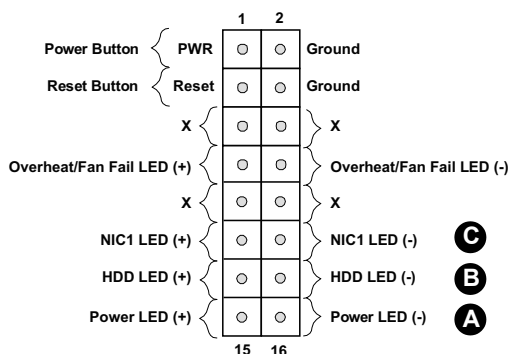 1 2
Power Button PWR Ground
Reset Button Reset Ground
X X
Overheat/Fan Fail LED (+) Overheat/Fan Fail LED (-)
X X
NIC1 LED (+) NIC1 LED (-) C
HDD LED (+) HDD LED (-) B
Power LED (+) Power LED (-) A
15 16